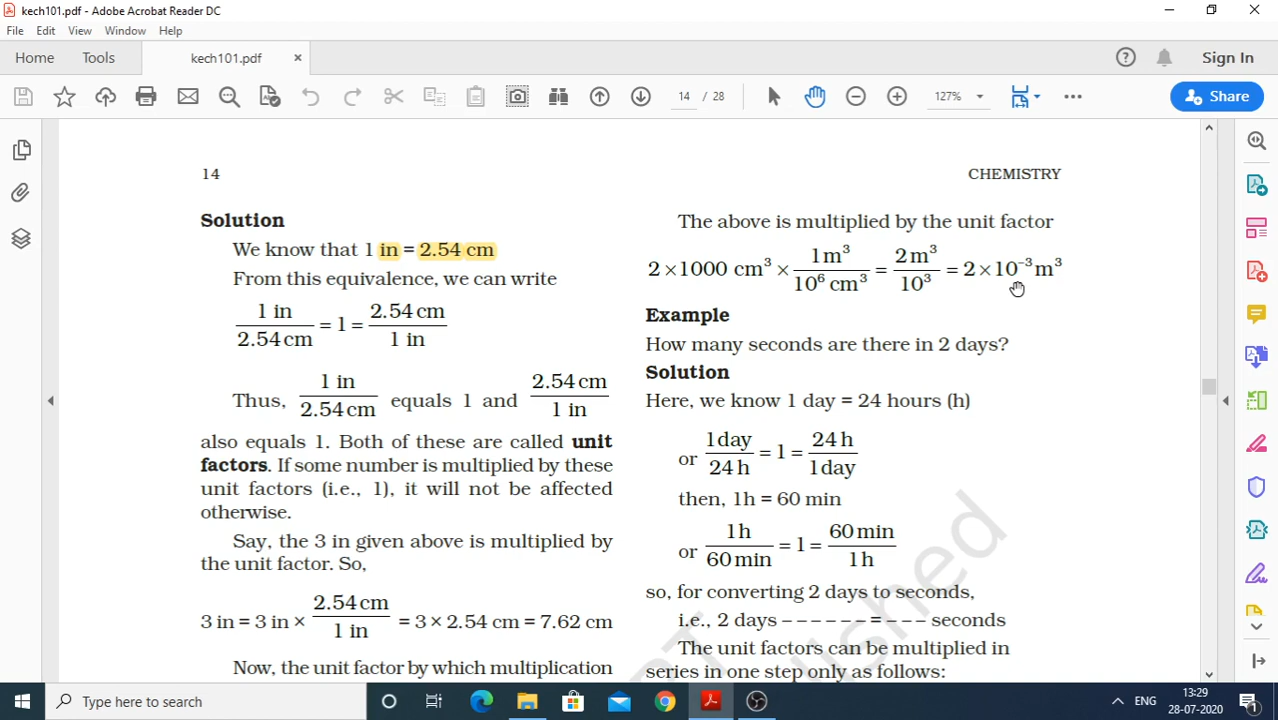 kech101.pdf - Adobe Acrobat Reader DC
File Edit View Window Help
Home Tools kech101.pdf × Sign In
14 / 28 127% Share
14 CHEMISTRY
Solution
We know that 1 in = 2.54 cm
From this equivalence, we can write
1 in / 2.54 cm = 1 = 2.54 cm / 1 in
Thus, 1 in / 2.54 cm equals 1 and 2.54 cm / 1 in
also equals 1. Both of these are called unit
factors. If some number is multiplied by these
unit factors (i.e., 1), it will not be affected
otherwise.
Say, the 3 in given above is multiplied by
the unit factor. So,
3 in = 3 in × 2.54 cm / 1 in = 3 × 2.54 cm = 7.62 cm
Now, the unit factor by which multiplication
The above is multiplied by the unit factor
2 × 1000 cm³ × 1 m³ / 10⁶ cm³ = 2 m³ / 10³ = 2 × 10⁻³ m³
Example
How many seconds are there in 2 days?
Solution
Here, we know 1 day = 24 hours (h)
or 1 day / 24 h = 1 = 24 h / 1 day
then, 1h = 60 min
or 1 h / 60 min = 1 = 60 min / 1 h
so, for converting 2 days to seconds,
i.e., 2 days – – – – – – = – – – seconds
The unit factors can be multiplied in
series in one step only as follows:
Type here to search
ENG
13:29
28-07-2020
1